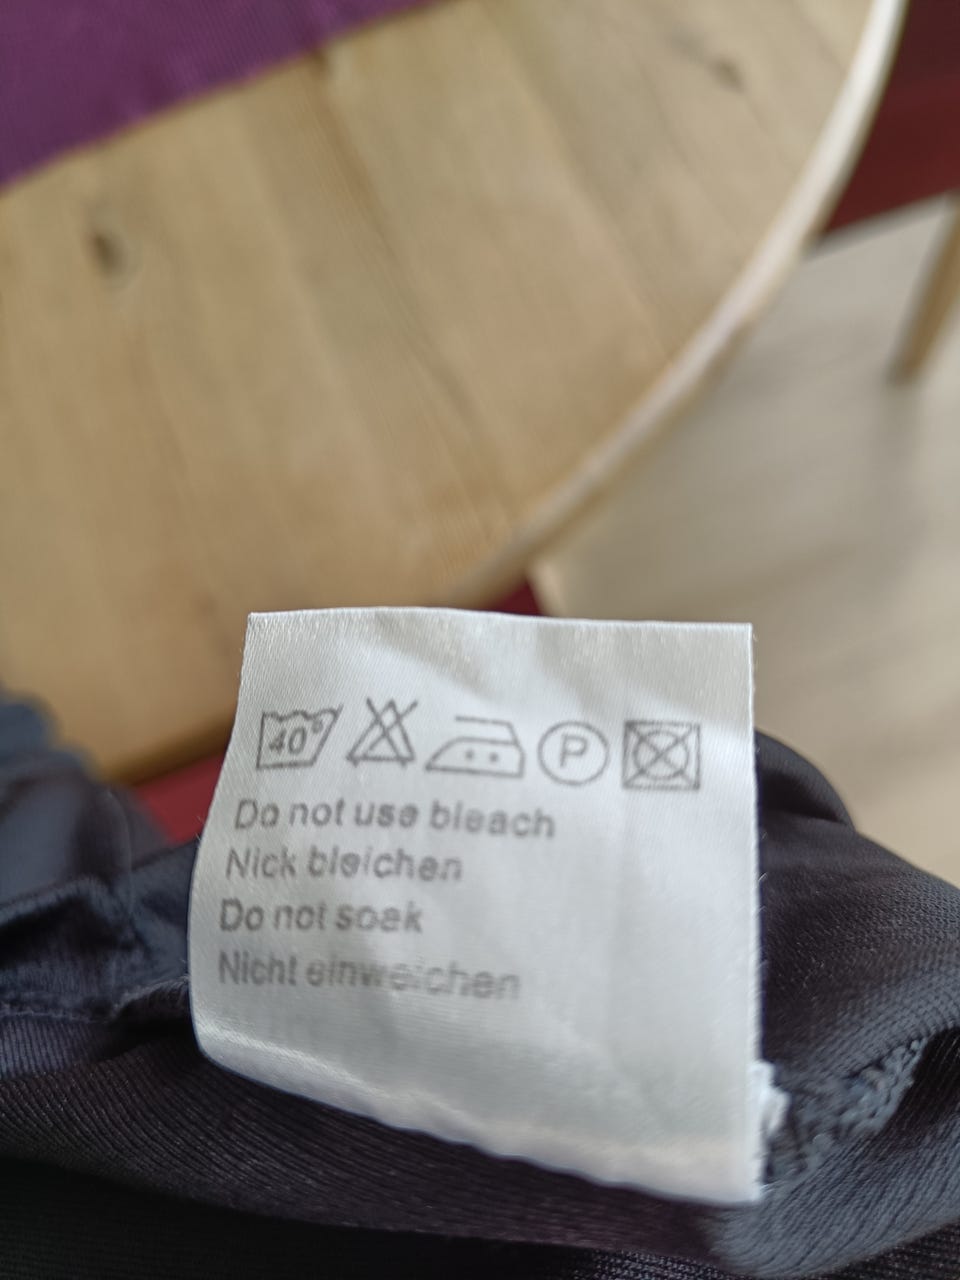 40° P
Do not use bleach
Nick bleichen
Do not soak
Nicht einweichen